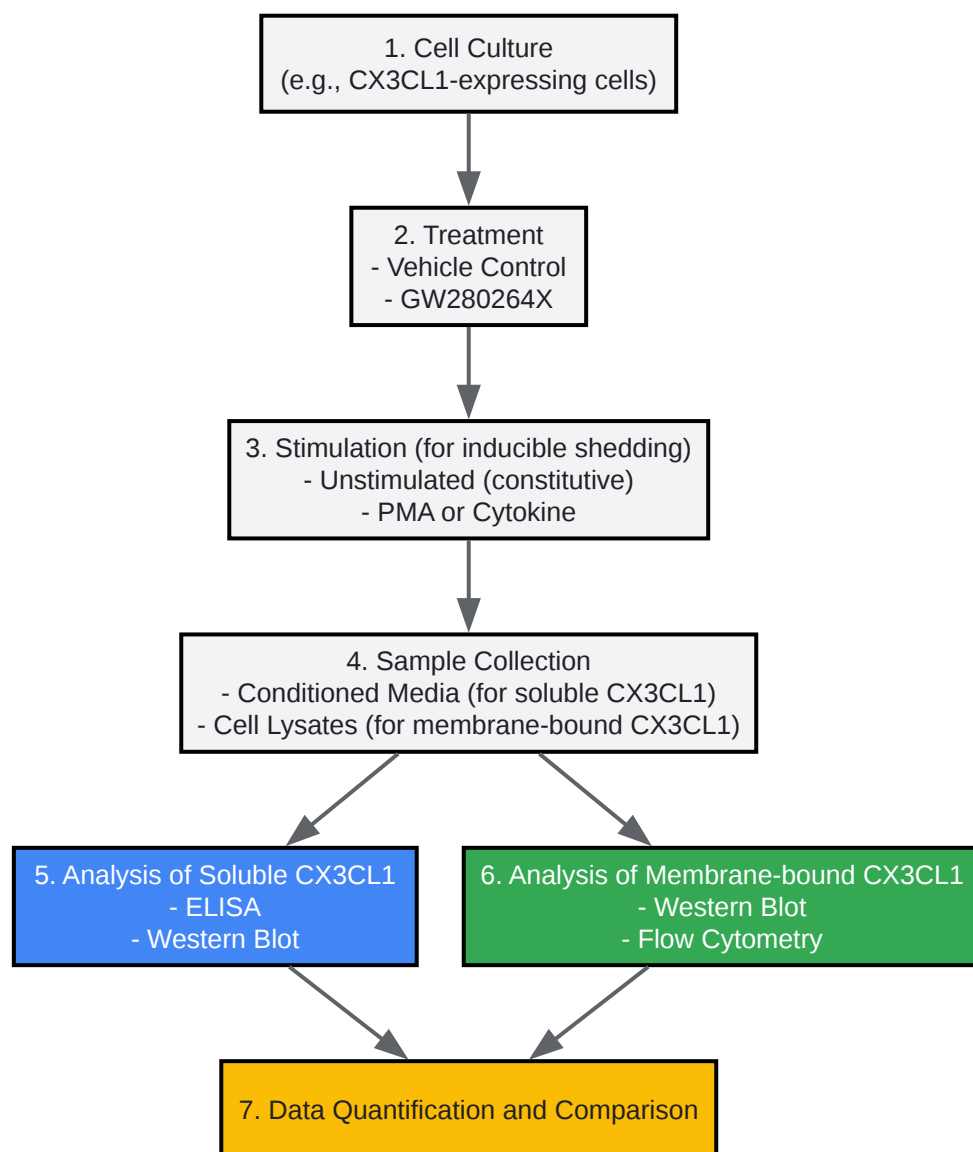 1. Cell Culture
(e.g., CX3CL1-expressing cells)
2. Treatment
- Vehicle Control
- GW280264X
3. Stimulation (for inducible shedding)
- Unstimulated (constitutive)
- PMA or Cytokine
4. Sample Collection
- Conditioned Media (for soluble CX3CL1)
- Cell Lysates (for membrane-bound CX3CL1)
5. Analysis of Soluble CX3CL1
- ELISA
- Western Blot
6. Analysis of Membrane-bound CX3CL1
- Western Blot
- Flow Cytometry
7. Data Quantification and Comparison